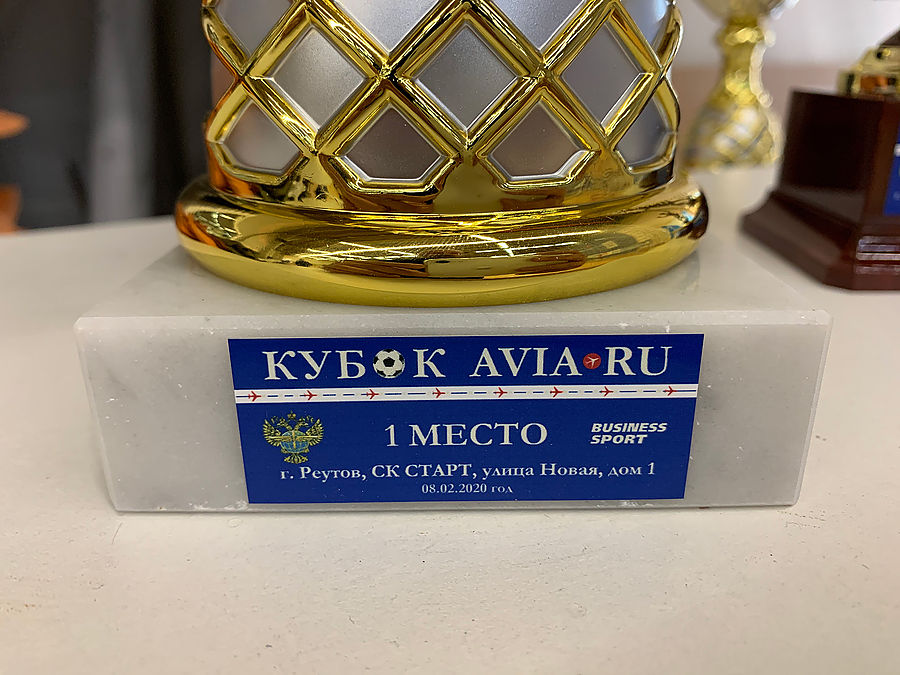 КУБОК AVIA.RU
1 МЕСТО
BUSINESS
SPORT
г. Реутов, СК СТАРТ, улица Новая, дом 1
08.02.2020 год